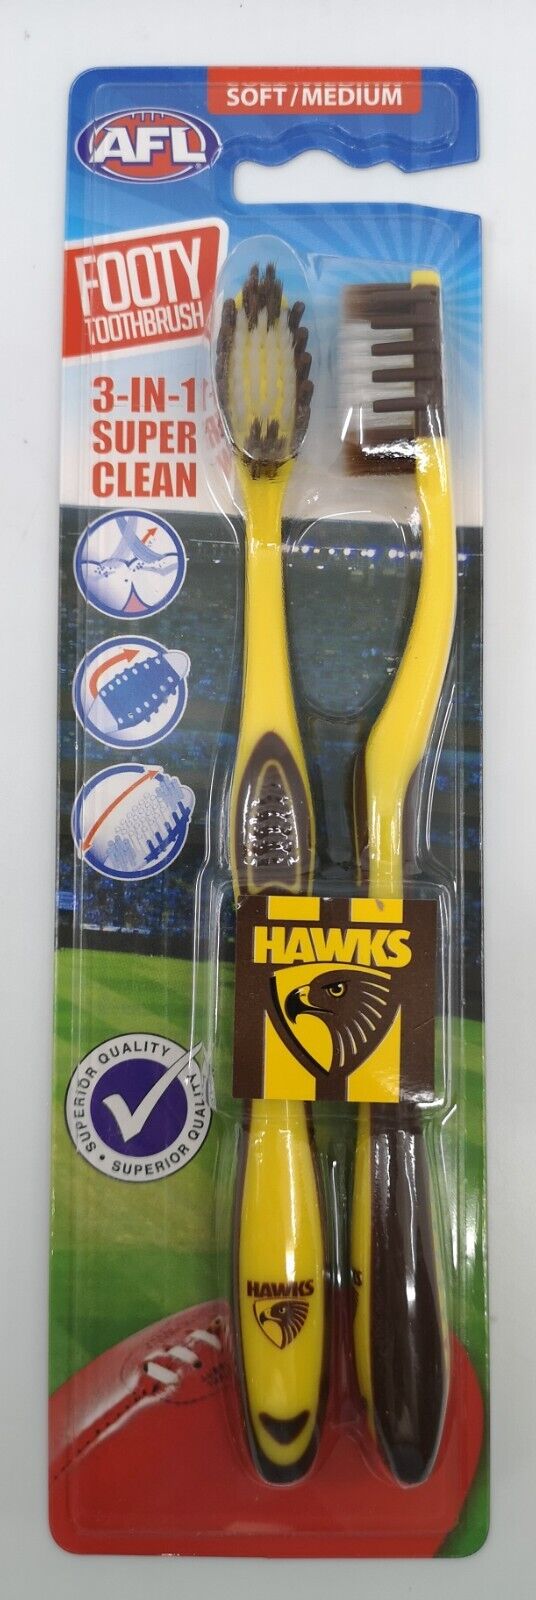 SOFT/MEDIUM
AFL
FOOTY
TOOTHBRUSH
3-IN-1
SUPER
CLEAN
HAWKS
SUPERIOR QUALITY • SUPERIOR QUALITY •
HAWKS